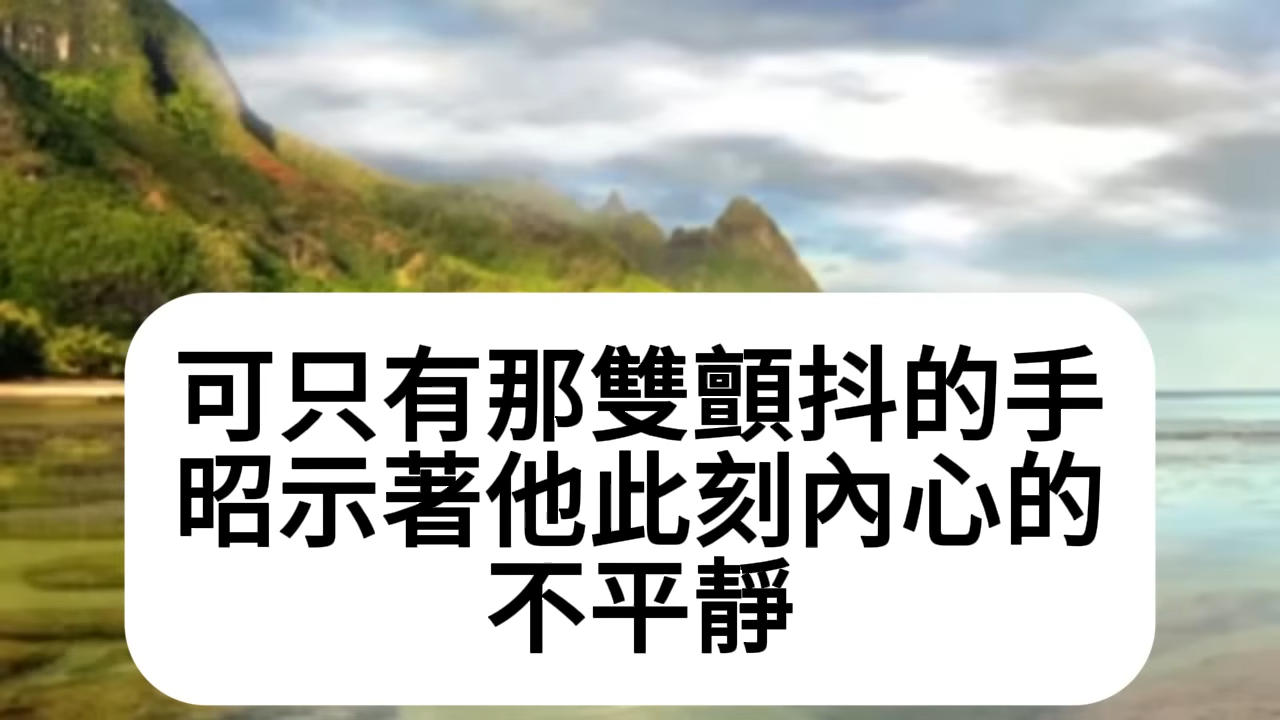 可只有那雙顫抖的手
昭示著他此刻內心的
不平靜